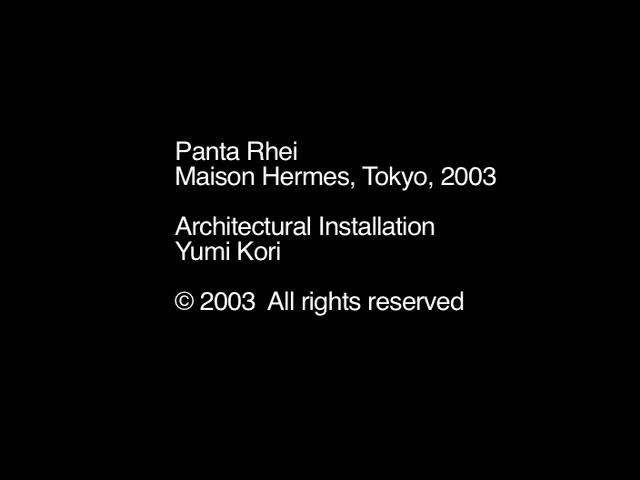 Panta Rhei
Maison Hermes, Tokyo, 2003
Architectural Installation
Yumi Kori
© 2003  All rights reserved